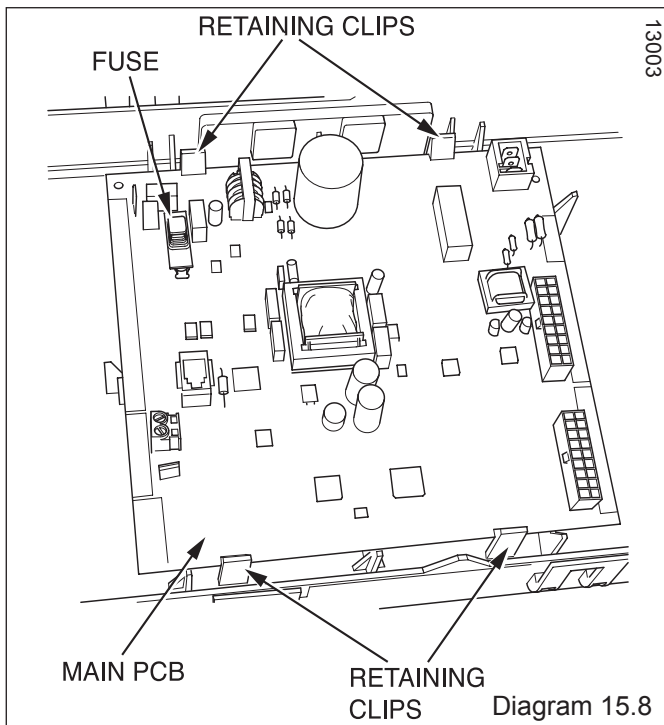 RETAINING CLIPS
13003
FUSE
MAIN PCB
RETAINING
CLIPS
Diagram 15.8